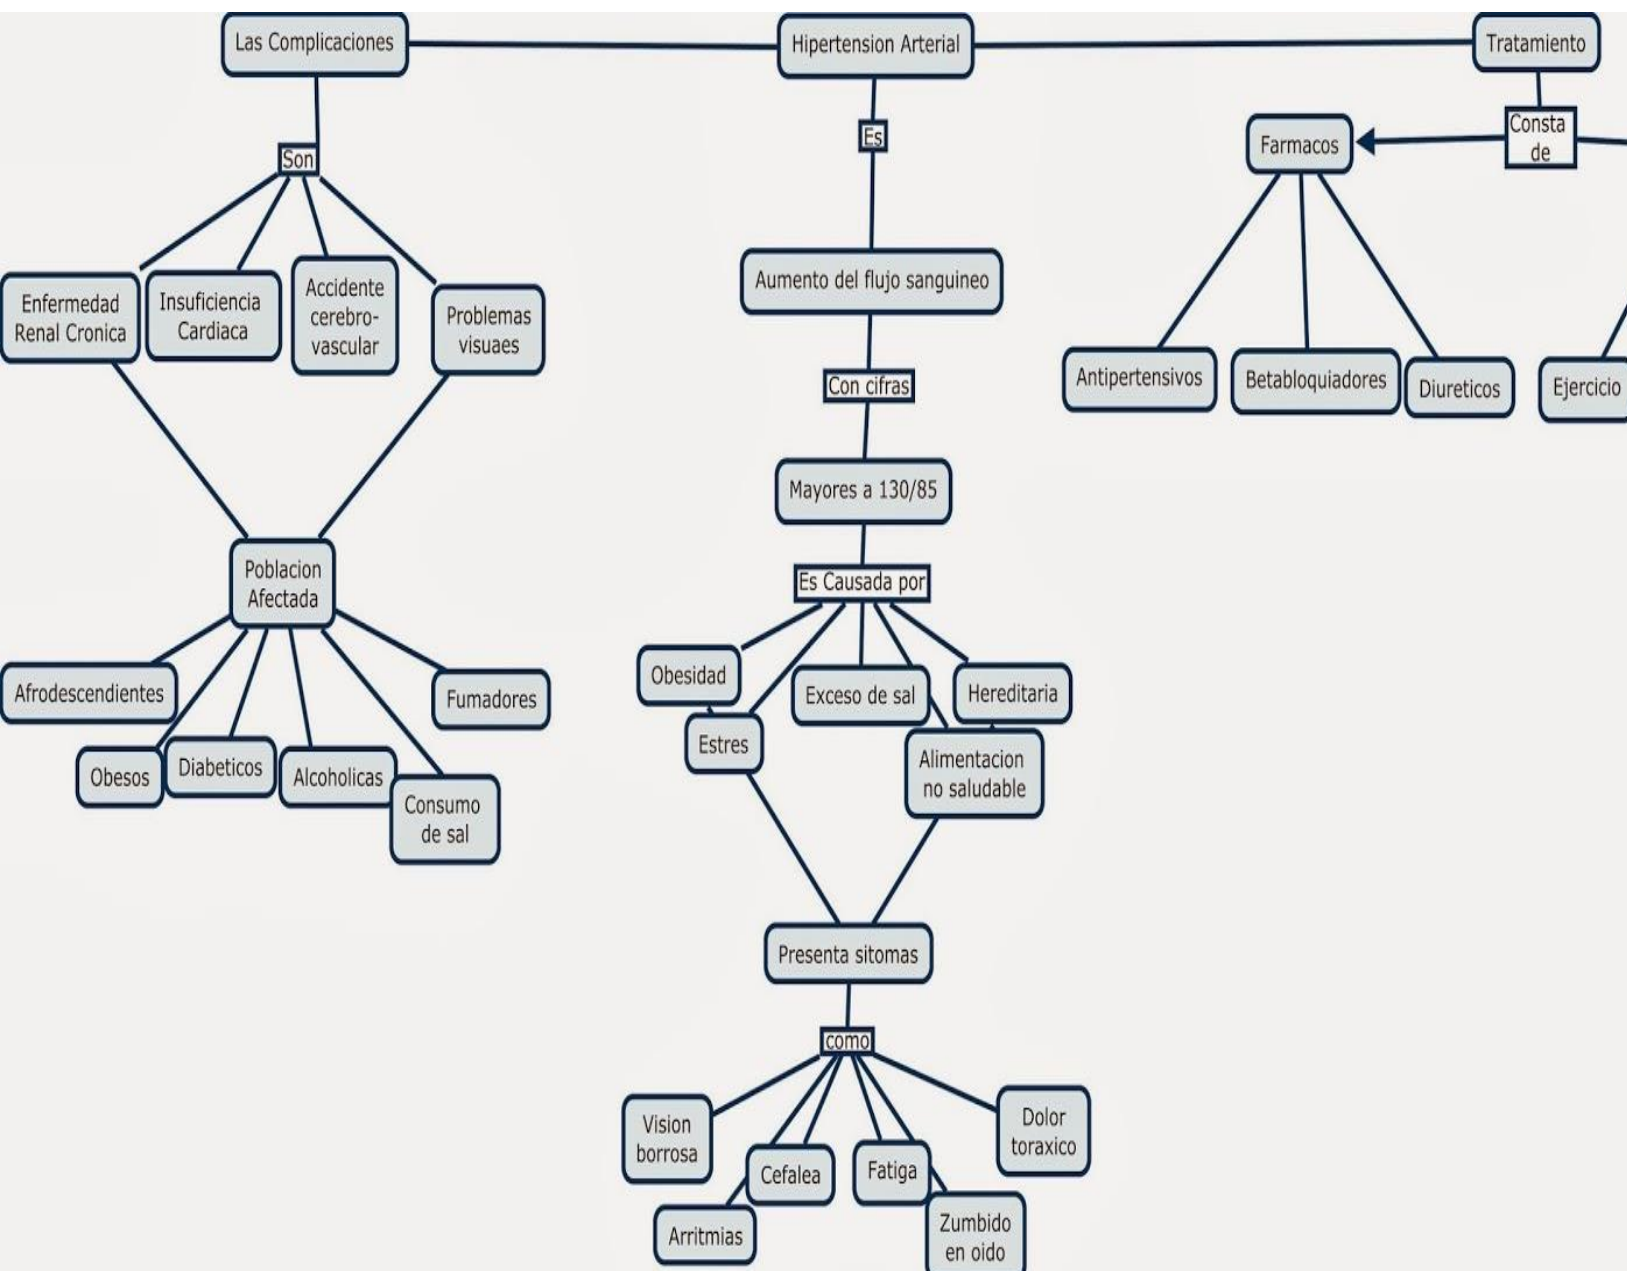 Las Complicaciones
Hipertension Arterial
Tratamiento
Son
Es
Consta
de
Farmacos
Enfermedad
Renal Cronica
Insuficiencia
Cardiaca
Accidente
cerebro-
vascular
Problemas
visuaes
Aumento del flujo sanguineo
Con cifras
Antipertensivos
Betabloquiadores
Diureticos
Ejercicio
Mayores a 130/85
Poblacion
Afectada
Es Causada por
Afrodescendientes
Obesos
Diabeticos
Alcoholicas
Consumo
de sal
Fumadores
Obesidad
Estres
Exceso de sal
Alimentacion
no saludable
Hereditaria
Presenta sitomas
como
Vision
borrosa
Arritmias
Cefalea
Fatiga
Zumbido
en oido
Dolor
toraxico